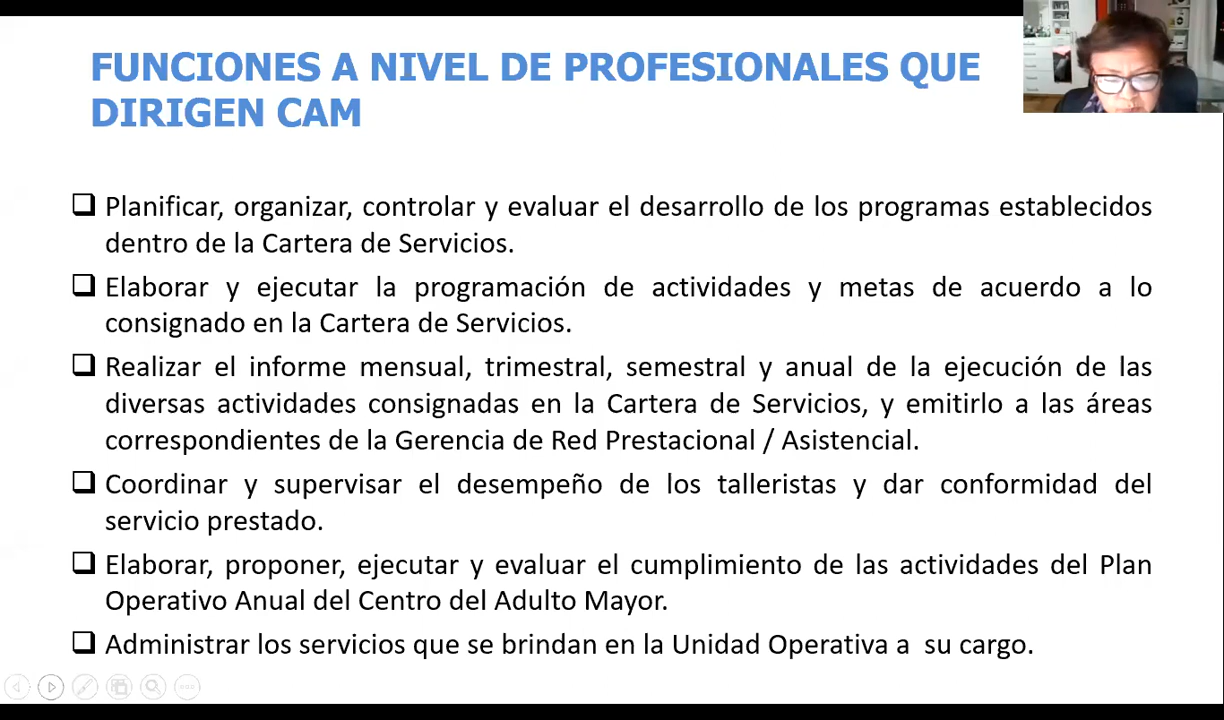 FUNCIONES A NIVEL DE PROFESIONALES QUE
DIRIGEN CAM
Planificar, organizar, controlar y evaluar el desarrollo de los programas establecidos
dentro de la Cartera de Servicios.
Elaborar y ejecutar la programación de actividades y metas de acuerdo a lo
consignado en la Cartera de Servicios.
Realizar el informe mensual, trimestral, semestral y anual de la ejecución de las
diversas actividades consignadas en la Cartera de Servicios, y emitirlo a las áreas
correspondientes de la Gerencia de Red Prestacional / Asistencial.
Coordinar y supervisar el desempeño de los talleristas y dar conformidad del
servicio prestado.
Elaborar, proponer, ejecutar y evaluar el cumplimiento de las actividades del Plan
Operativo Anual del Centro del Adulto Mayor.
Administrar los servicios que se brindan en la Unidad Operativa a su cargo.